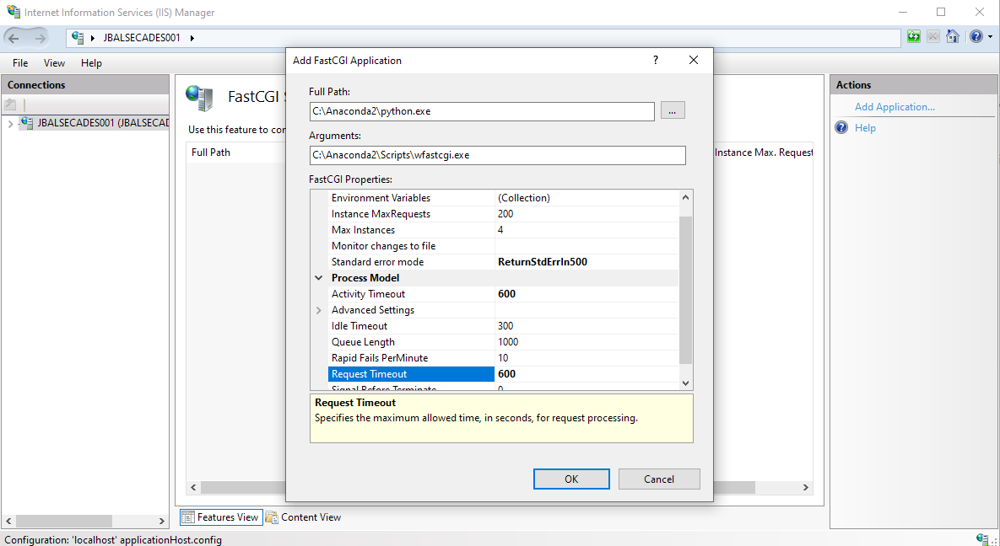 Internet Information Services (IIS) Manager
JBALSECADES001
File View Help
Connections
JBALSECADES001 (JBALSECAD
FastCGI
Use this feature to cor
Full Path
Instance Max. Request
Add FastCGI Application
?
Full Path:
C:\Anaconda2\python.exe
...
Arguments:
C:\Anaconda2\Scripts\wfastcgi.exe
FastCGI Properties:
Environment Variables (Collection)
Instance MaxRequests 200
Max Instances 4
Monitor changes to file
Standard error mode ReturnStdErrIn500
Process Model
Activity Timeout 600
Advanced Settings
Idle Timeout 300
Queue Length 1000
Rapid Fails PerMinute 10
Request Timeout 600
Signal Before Terminate 0
Request Timeout
Specifies the maximum allowed time, in seconds, for request processing.
OK Cancel
Actions
Add Application...
Help
Features View Content View
Configuration: 'localhost' applicationHost.config